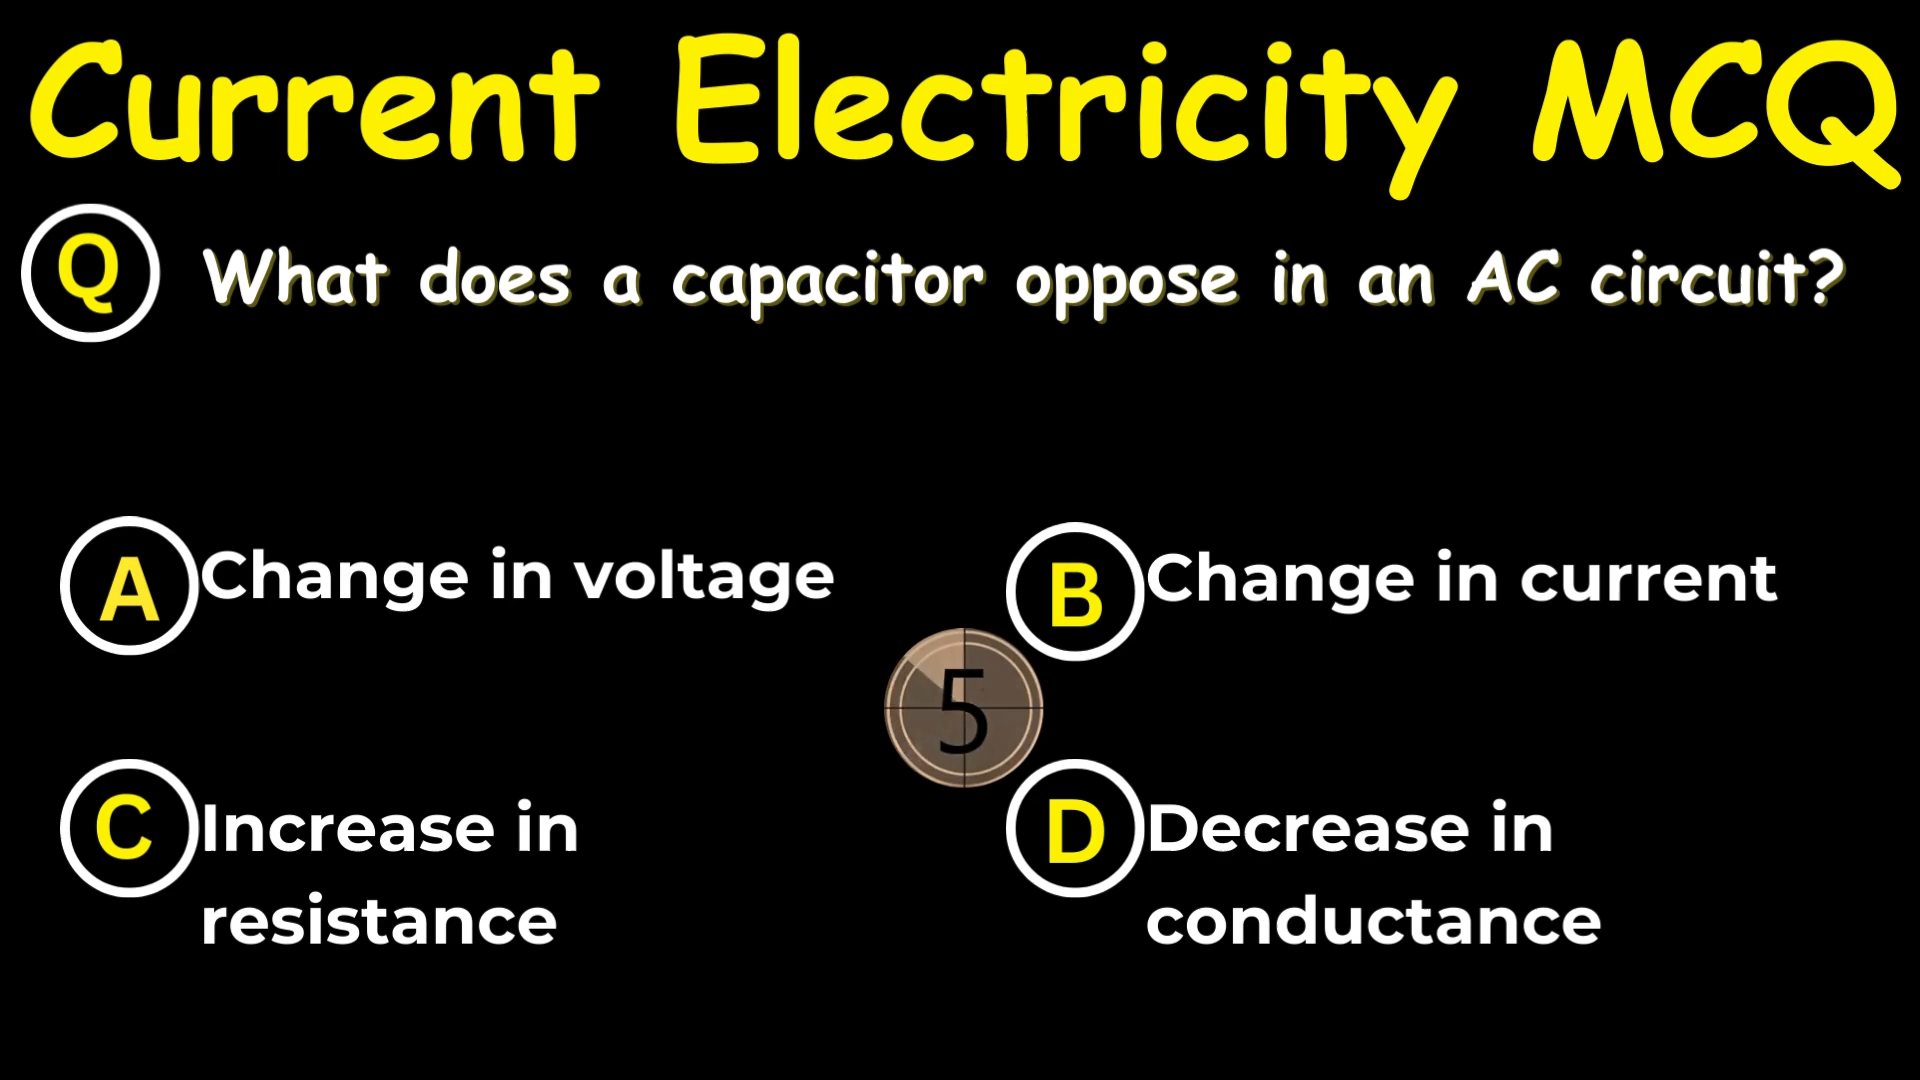 Current Electricity MCQ
Q What does a capacitor oppose in an AC circuit?
A Change in voltage
B Change in current
5
C Increase in
resistance
D Decrease in
conductance